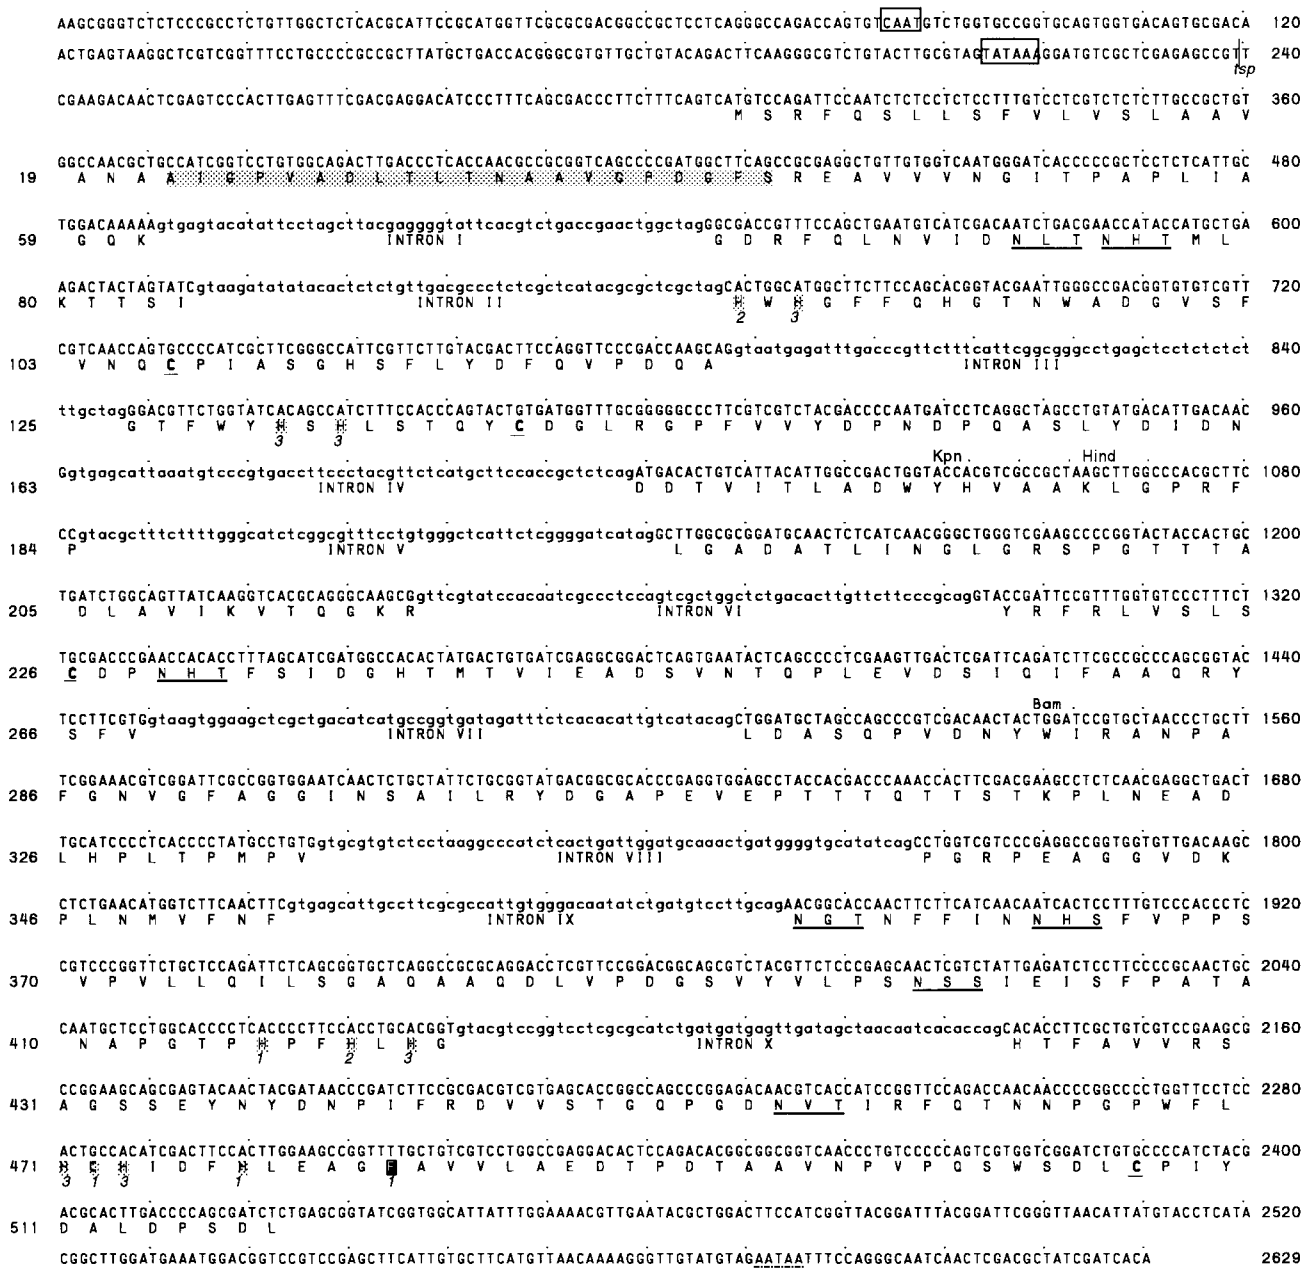 AAGCGGGTCTCTCCCGCCTCTGTTGGCTCTCACGCATTCCGCATGGTTCGCGCGACGGCCGCTCCTCAGGGCCAGACCAGTGTCAATGTCTGGTGCCGGTGCAGTGGTGACAGTGCGACA 120
ACTGAGTAAGGCTCGTCGGTTTCCTGCCCCGCCGCTTATGCTGACCACGGGCGTGTTGCTGTACAGACTTCAAGGGCGTCTGTACTTGCGTAGTATAAAGGATGTCGCTCGAGAGCCGTT 240
tsp
CGAAGACAACTCGAGTCCCACTTGAGTTTCGACGAGGACATCCCTTTCAGCGACCCTTCTTTCAGTCATGTCCAGATTCCAATCTCTCCTCTCCTTTGTCCTCGTCTCTCTTGCCGCTGT 360
M S R F Q S L L S F V L V S L A A V
GGCCAACGCTGCCATCGGTCCTGTGGCAGACTTGACCCTCACCAACGCCGCGGTCAGCCCCGATGGCTTCAGCCGCGAGGCTGTTGTGGTCAATGGGATCACCCCCGCTCCTCTCATTGC 480
19 A N A A I G P V A D L T L T N A A V G P D G F S R E A V V V N G I T P A P L I A
TGGACAAAAAgtgagtacatattcctagcttacgaggggtattcacgtctgaccgaactggctagGGCGACCGTTTCCAGCTGAATGTCATCGACAATCTGACGAACCATACCATGCTGA 600
59 G Q K INTRON I G D R F Q L N V I D N L T N H T M L
AGACTACTAGTATCgtaagatatatacactctctgttgacgccctctcgctcatacgcgctcgctagCACTGGCATGGCTTCTTCCAGCACGGTACGAATTGGGCCGACGGTGTGTCGTT 720
80 K T T S I INTRON II H W H G F F Q H G T N W A D G V S F
2 3
CGTCAACCAGTGCCCCATCGCTTCGGGCCATTCGTTCTTGTACGACTTCCAGGTTCCCGACCAAGCAGgtaatgagatttgacccgttctttcattcggcgggcctgagctcctctctct 840
103 V N Q C P I A S G H S F L Y D F Q V P D Q A INTRON III
ttgctagGGACGTTCTGGTATCACAGCCATCTTTCCACCCAGTACTGTGATGGTTTGCGGGGGCCCTTCGTCGTCTACGACCCCAATGATCCTCAGGCTAGCCTGTATGACATTGACAAC 960
125 G T F W Y H S H L S T Q Y C D G L R G P F V V Y D P N D P Q A S L Y D I D N
3 3
Kpn Hind
GgtgagcattaaatgtcccgtgaccttccctacgttctcatgcttccaccgctctcagATGACACTGTCATTACATTGGCCGACTGGTACCACGTCGCCGCTAAGCTTGGCCCACGCTTC 1080
163 INTRON IV D D T V I T L A D W Y H V A A K L G P R F
CCgtacgctttcttttgggcatctcggcgtttcctgtgggctcattctcggggatcatagGCTTGGCGCGGATGCAACTCTCATCAACGGGCTGGGTCGAAGCCCCGGTACTACCACTGC 1200
184 P INTRON V L G A D A T L I N G L G R S P G T T T A
TGATCTGGCAGTTATCAAGGTCACGCAGGGCAAGCGgttcgtatccacaatcgccctccagtcgctggctctgacacttgttcttcccgcagGTACCGATTCCGTTTGGTGTCCCTTTCT 1320
205 D L A V I K V T Q G K R INTRON VI Y R F R L V S L S
TGCGACCCGAACCACACCTTTAGCATCGATGGCCACACTATGACTGTGATCGAGGCGGACTCAGTGAATACTCAGCCCCTCGAAGTTGACTCGATTCAGATCTTCGCCGCCCAGCGGTAC 1440
226 C D P N H T F S I D G H T M T V I E A D S V N T Q P L E V D S I Q I F A A Q R Y
Bam
TCCTTCGTGgtaagtggaagctcgctgacatcatgccggtgatagatttctcacacattgtcatacagCTGGATGCTAGCCAGCCCGTCGACAACTACTGGATCCGTGCTAACCCTGCTT 1560
266 S F V INTRON VII L D A S Q P V D N Y W I R A N P A
TCGGAAACGTCGGATTCGCCGGTGGAATCAACTCTGCTATTCTGCGGTATGACGGCGCACCCGAGGTGGAGCCTACCACGACCCAAACCACTTCGACGAAGCCTCTCAACGAGGCTGACT 1680
286 F G N V G F A G G I N S A I L R Y D G A P E V E P T T T Q T T S T K P L N E A D
TGCATCCCCTCACCCCTATGCCTGTGGgtgcgtgtctcctaaggcccatctcactgattggatgcaaactgatggggtgcatatcagCCTGGTCGTCCCGAGGCCGGTGGTGTTGACAAGC 1800
326 L H P L T P M P V INTRON VIII P G R P E A G G V D K
CTCTGAACATGGTCTTCAACTTCgtgagcattgccttcgcgccattgtgggacaatatctgatgtccttgcagAACGGCACCAACTTCTTCATCAACAATCACTCCTTTGTCCCACCCTC 1920
346 P L N M V F N F INTRON IX N G T N F F I N N H S F V P P S
CGTCCCGGTTCTGCTCCAGATTCTCAGCGGTGCTCAGGCCGCGCAGGACCTCGTTCCGGACGGCAGCGTCTACGTTCTCCCGAGCAACTCGTCTATTGAGATCTCCTTCCCCGCAACTGC 2040
370 V P V L L Q I L S G A Q A A Q D L V P D G S V Y V L P S N S S I E I S F P A T A
CAATGCTCCTGGCACCCCTCACCCCTTCCACCTGCACGGTgtacgtccggtcctcgcgcatctgatgatgagttgatagctaacaatcacaccagCACACCTTCGCTGTCGTCCGAAGCG 2160
410 N A P G T P H P F H L H G INTRON X H T F A V V R S
1 2 3
CCGGAAGCAGCGAGTACAACTACGATAACCCGATCTTCCGCGACGTCGTGAGCACCGGCCAGCCCGGAGACAACGTCACCATCCGGTTCCAGACCAACAACCCCGGCCCCTGGTTCCTCC 2280
431 A G S S E Y N Y D N P I F R D V V S T G Q P G D N V T I R F Q T N N P G P W F L
ACTGCCACATCGACTTCCACTTGGAAGCCGGTTTTGCTGTCGTCCTGGCCGAGGACACTCCAGACACGGCGGCGGTCAACCCTGTCCCCCAGTCGTGGTCGGATCTGTGCCCCATCTACG 2400
471 H C H I D F H L E A G F A V V L A E D T P D T A A V N P V P Q S W S D L C P I Y
3 1 3 1 1
ACGCACTTGACCCCAGCGATCTCTGAGCGGTATCGGTGGCATTATTTGGAAAACGTTGAATACGCTGGACTTCCATCGGTTACGGATTTACGGATTCGGGTTAACATTATGTACCTCATA 2520
511 D A L D P S D L
CGGCTTGGATGAAATGGACGGTCCGTCCGAGCTTCATTGTGCTTCATGTTAACAAAAGGGTTGTATGTAGAATAATTTCCAGGGCAATCAACTCGACGCTATCGATCACA 2629